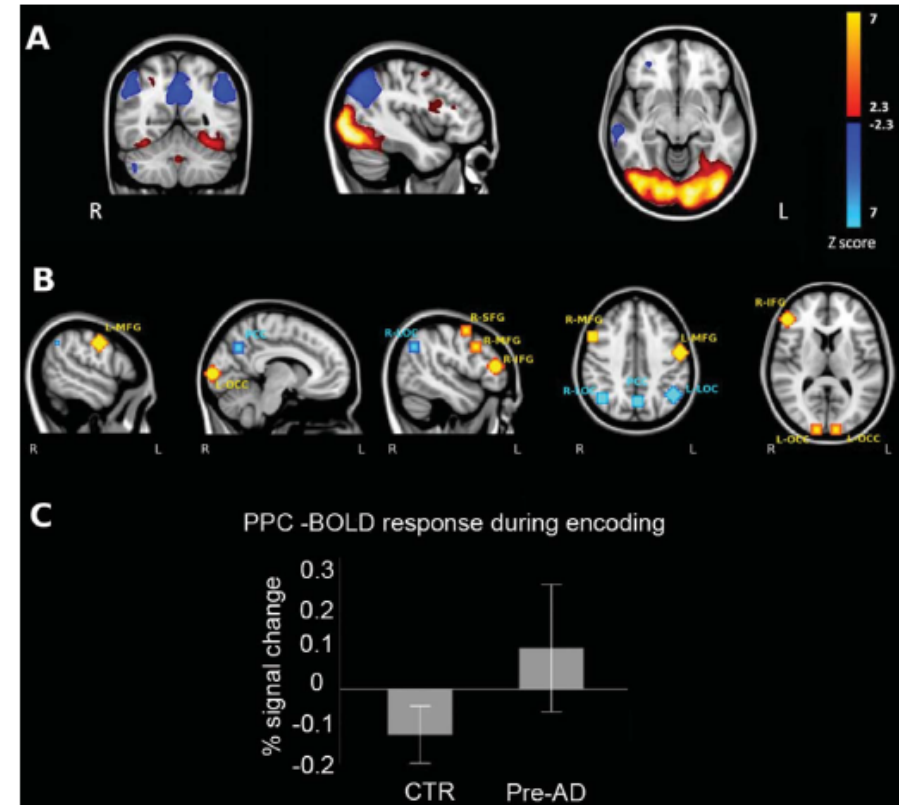 A
7
2.3
-2.3
7
Z score
R
L
B
L-MFG
PCC
L-OCC
R-LOC
R-SFG
R-MFG
R-IFG
R-MFG
L-MFG
R-LOC
PCC
L-LOC
R-IFG
L-OCC
L-OCC
R L R L R L R L R L
C
PPC -BOLD response during encoding
% signal change
0.3
0.2
0.1
0
-0.1
-0.2
CTR Pre-AD